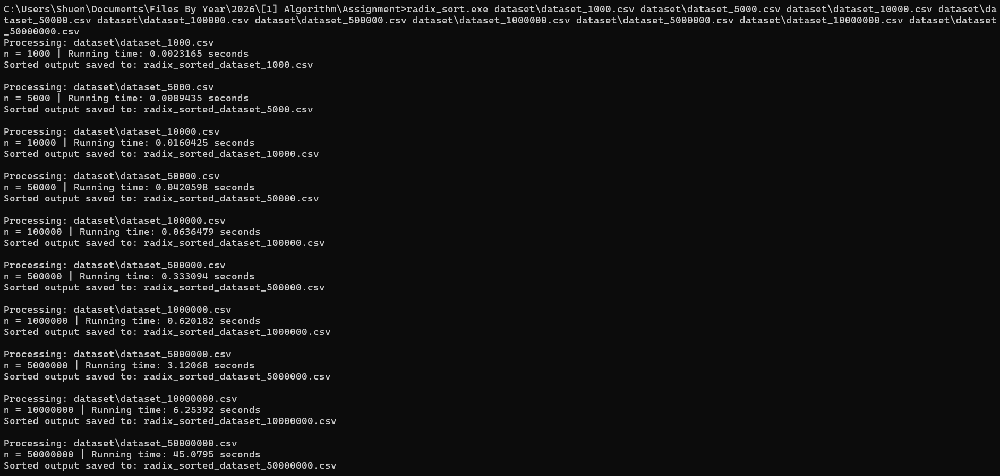 C:\Users\Shuen\Documents\Files By Year\2026\[1] Algorithm\Assignment>radix_sort.exe dataset\dataset_1000.csv dataset\dataset_5000.csv dataset\dataset_10000.csv dataset\da
taset_50000.csv dataset\dataset_100000.csv dataset\dataset_500000.csv dataset\dataset_1000000.csv dataset\dataset_5000000.csv dataset\dataset_10000000.csv dataset\dataset
_50000000.csv
Processing: dataset\dataset_1000.csv
n = 1000 | Running time: 0.0023165 seconds
Sorted output saved to: radix_sorted_dataset_1000.csv

Processing: dataset\dataset_5000.csv
n = 5000 | Running time: 0.0089435 seconds
Sorted output saved to: radix_sorted_dataset_5000.csv

Processing: dataset\dataset_10000.csv
n = 10000 | Running time: 0.0160425 seconds
Sorted output saved to: radix_sorted_dataset_10000.csv

Processing: dataset\dataset_50000.csv
n = 50000 | Running time: 0.0420598 seconds
Sorted output saved to: radix_sorted_dataset_50000.csv

Processing: dataset\dataset_100000.csv
n = 100000 | Running time: 0.0636479 seconds
Sorted output saved to: radix_sorted_dataset_100000.csv

Processing: dataset\dataset_500000.csv
n = 500000 | Running time: 0.333094 seconds
Sorted output saved to: radix_sorted_dataset_500000.csv

Processing: dataset\dataset_1000000.csv
n = 1000000 | Running time: 0.620182 seconds
Sorted output saved to: radix_sorted_dataset_1000000.csv

Processing: dataset\dataset_5000000.csv
n = 5000000 | Running time: 3.12068 seconds
Sorted output saved to: radix_sorted_dataset_5000000.csv

Processing: dataset\dataset_10000000.csv
n = 10000000 | Running time: 6.25392 seconds
Sorted output saved to: radix_sorted_dataset_10000000.csv

Processing: dataset\dataset_50000000.csv
n = 50000000 | Running time: 45.0795 seconds
Sorted output saved to: radix_sorted_dataset_50000000.csv